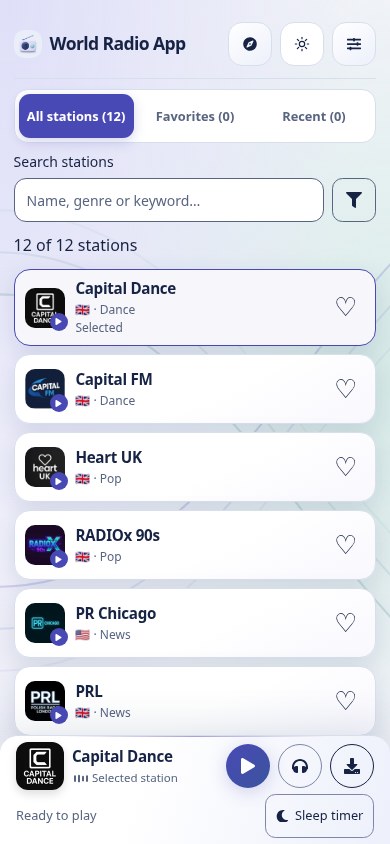 World Radio App
All stations (12)
Favorites (0)
Recent (0)
Search stations
Name, genre or keyword...
12 of 12 stations
CAPITAL
DANCE
Capital Dance
🇬🇧 · Dance
Selected
CAPITAL
FM
Capital FM
🇬🇧 · Dance
heart
UK
Heart UK
🇬🇧 · Pop
RADIOX
90s
RADIOx 90s
🇬🇧 · Pop
PR CHICAGO
PR Chicago
🇺🇸 · News
PRL
PRL
🇬🇧 · News
CAPITAL
DANCE
Capital Dance
Selected station
Ready to play
Sleep timer